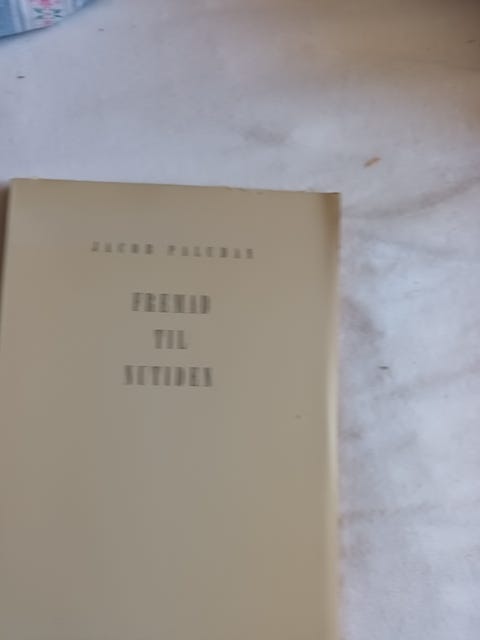 JACOB PALUDAN
FREMAD
TIL
NUTIDEN